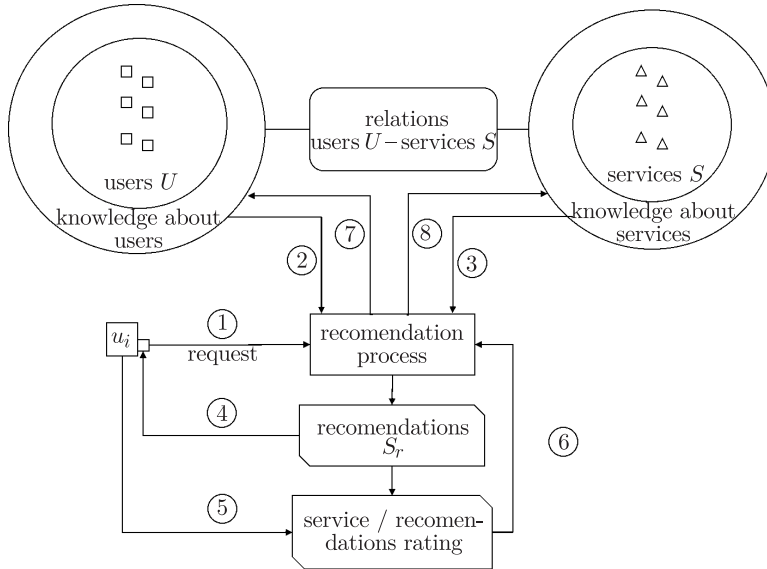 relations
users U – services S
users U
services S
knowledge about
users
knowledge about
services
7
8
2
3
1
u_i
request
recomendation
process
4
recomendations
S_r
6
5
service / recomen-
dations rating